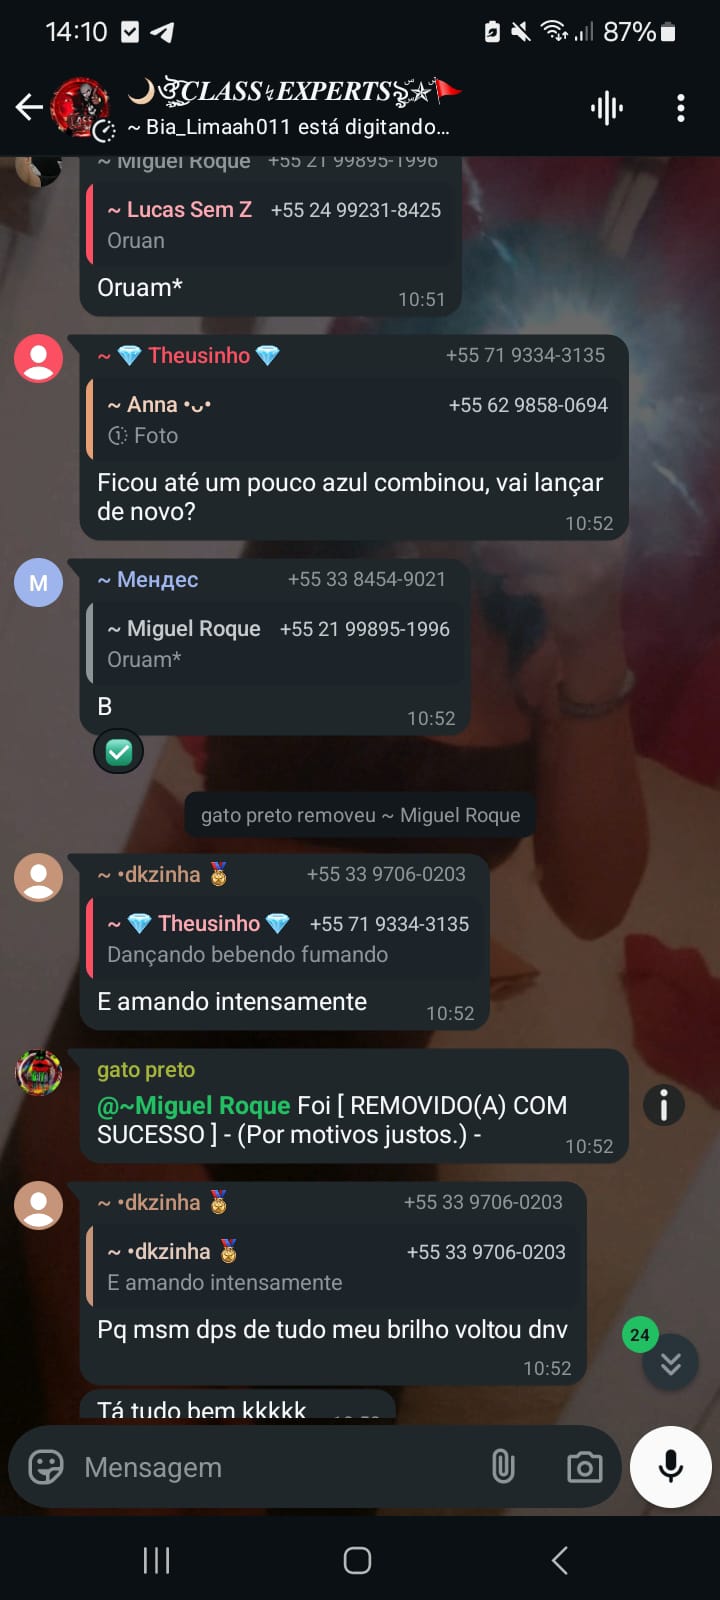 14:10 87%
CLASS EXPERTS
~ Bia_Limaah011 está digitando...
~ Miguel Roque +55 21 99895-1996
~ Lucas Sem Z +55 24 99231-8425
Oruan
Oruam*
10:51
~ 💎 Theusinho 💎 +55 71 9334-3135
~ Anna •ᴗ• +55 62 9858-0694
Foto
Ficou até um pouco azul combinou, vai lançar
de novo?
10:52
M
~ Мендес +55 33 8454-9021
~ Miguel Roque +55 21 99895-1996
Oruam*
B
10:52
gato preto removeu ~ Miguel Roque
~ •dkzinha 🏅 +55 33 9706-0203
~ 💎 Theusinho 💎 +55 71 9334-3135
Dançando bebendo fumando
E amando intensamente
10:52
gato preto
@~Miguel Roque Foi [ REMOVIDO(A) COM
SUCESSO ] - (Por motivos justos.) -
10:52
~ •dkzinha 🏅 +55 33 9706-0203
~ •dkzinha 🏅 +55 33 9706-0203
E amando intensamente
Pq msm dps de tudo meu brilho voltou dnv
10:52
24
Tá tudo bem kkkkk
Mensagem